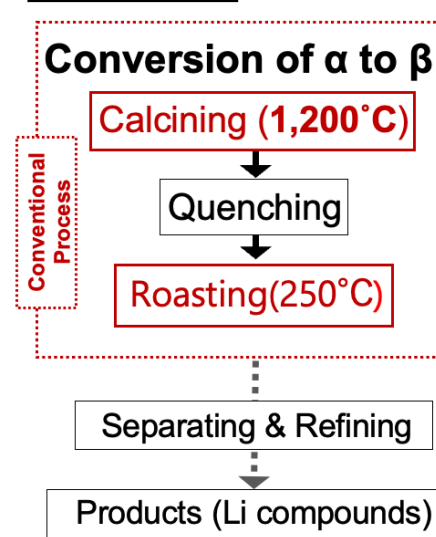 Conversion of α to β
Calcining (1,200˚C)
Conventional
Process
Quenching
Roasting(250℃)
Separating & Refining
Products (Li compounds)